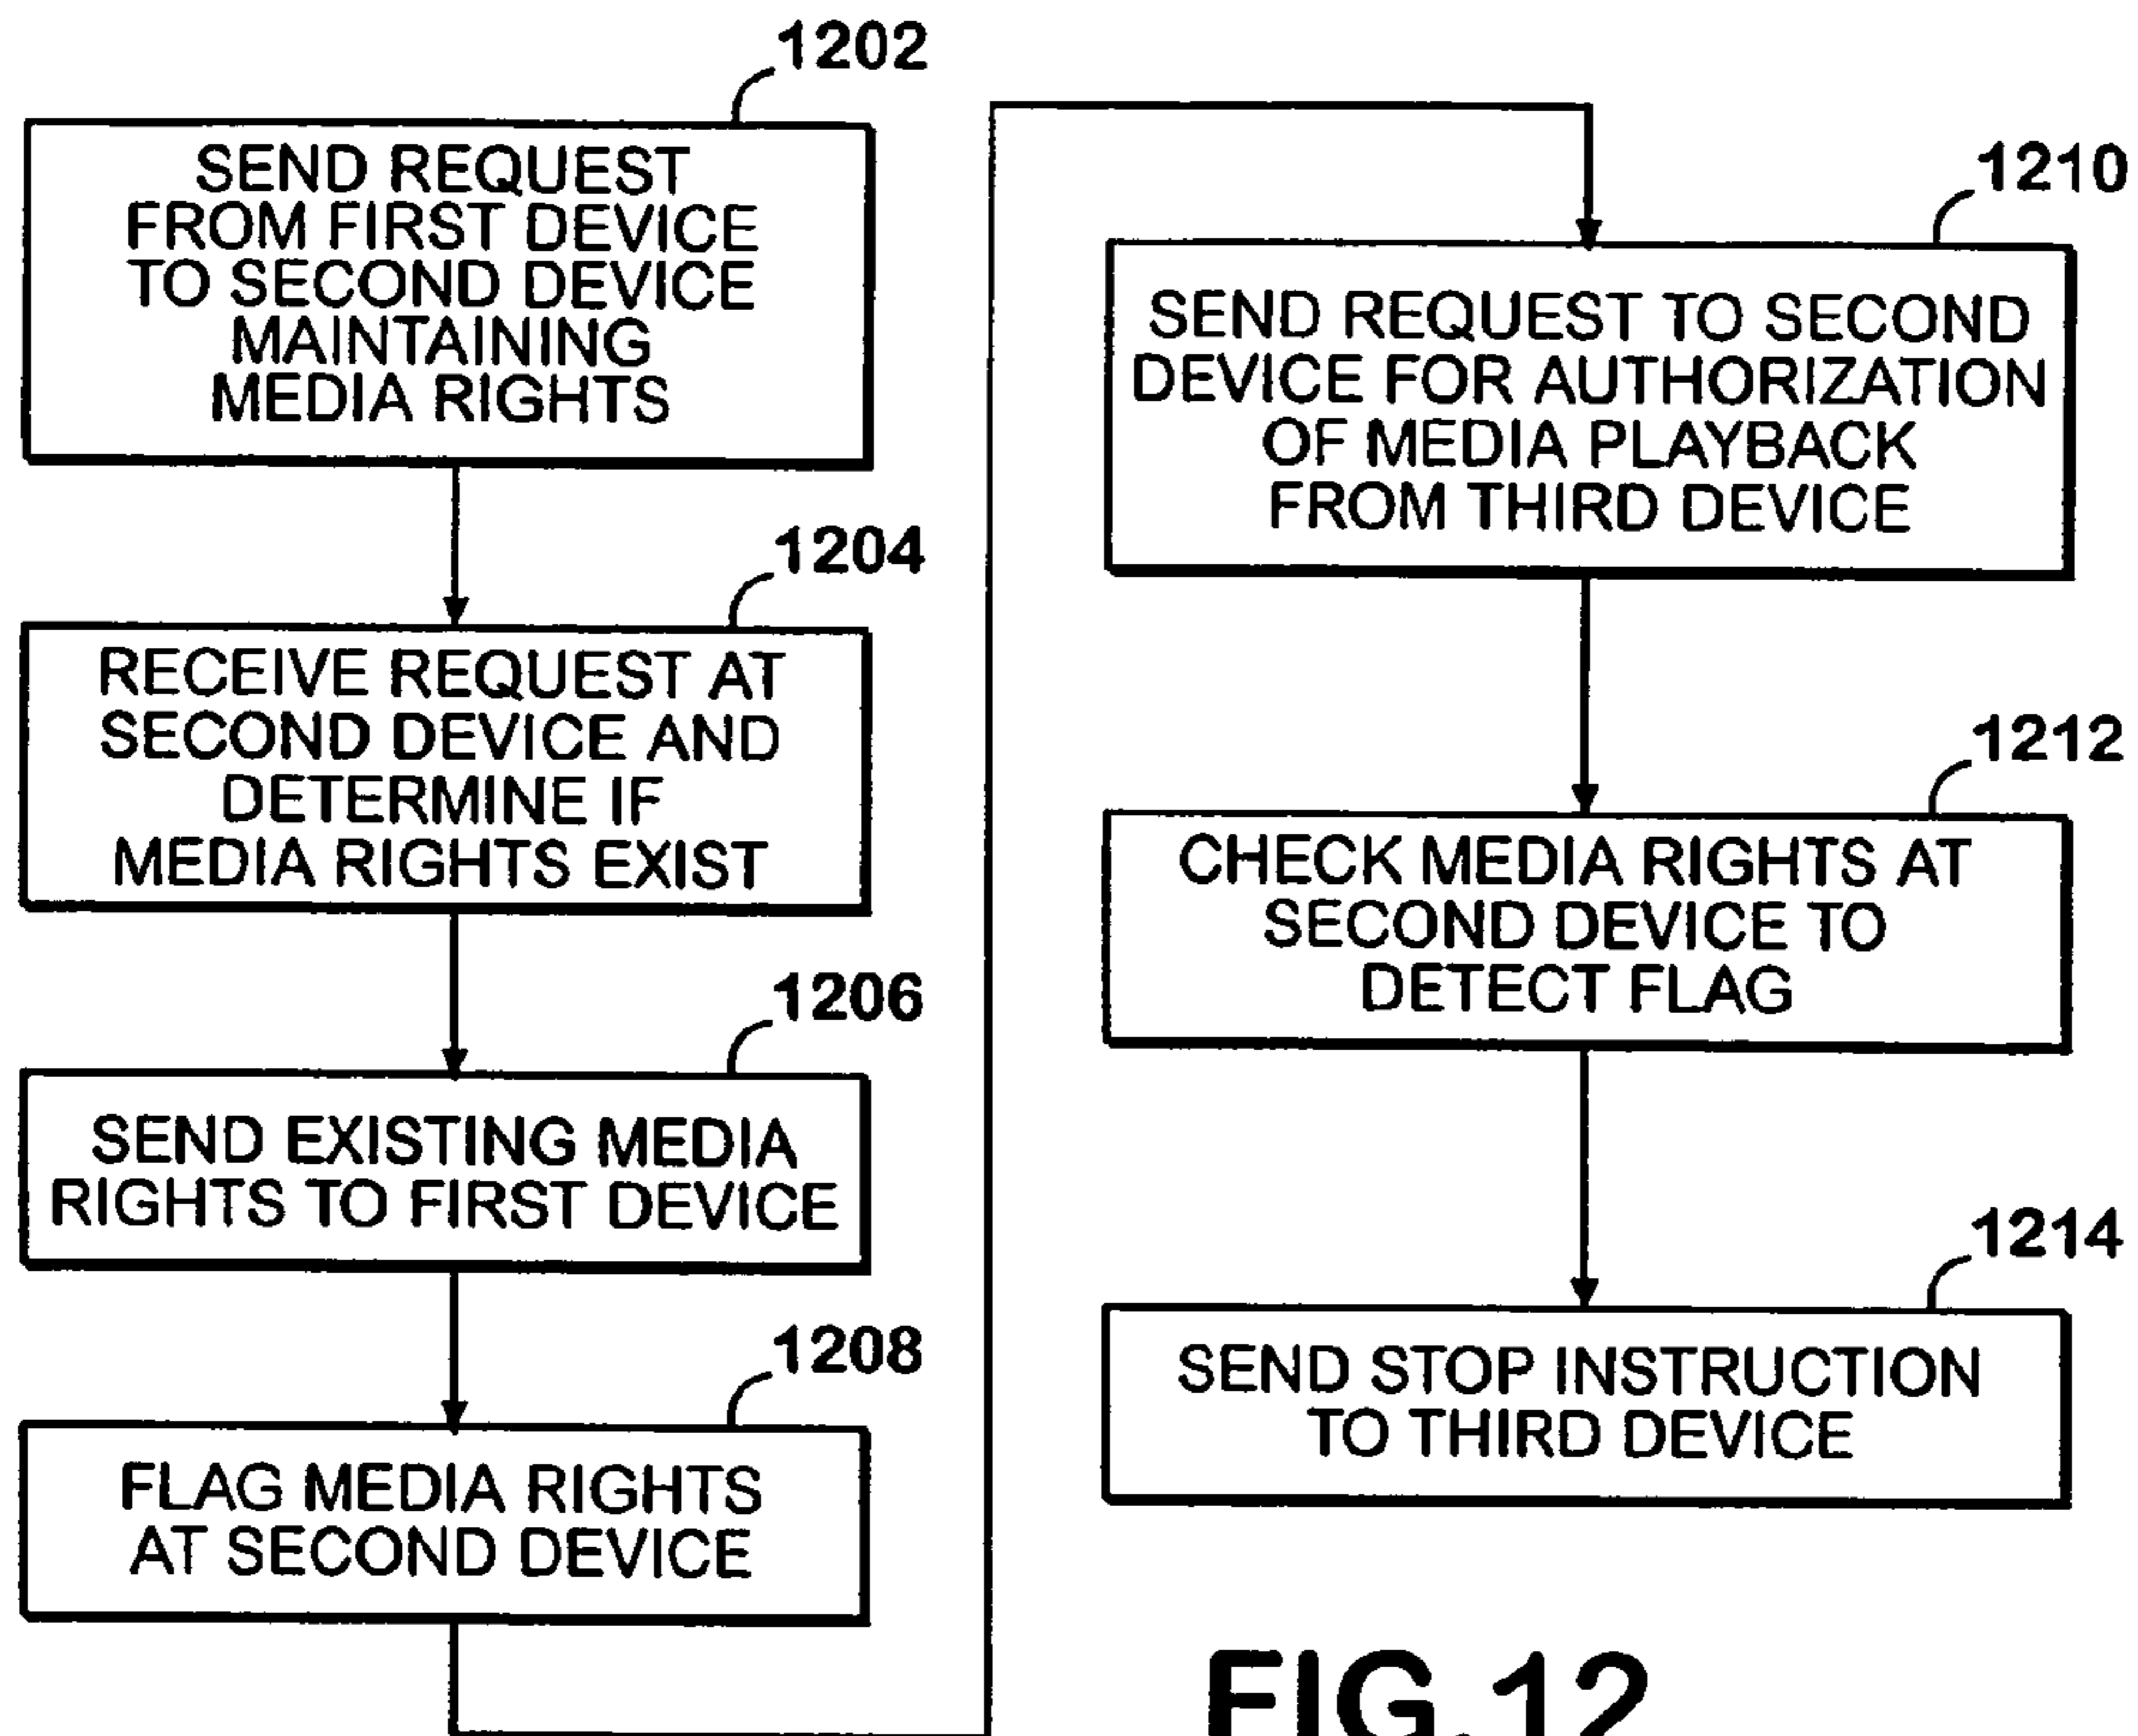 1202
SEND REQUEST
FROM FIRST DEVICE
TO SECOND DEVICE
MAINTAINING
MEDIA RIGHTS
1204
RECEIVE REQUEST AT
SECOND DEVICE AND
DETERMINE IF
MEDIA RIGHTS EXIST
1206
SEND EXISTING MEDIA
RIGHTS TO FIRST DEVICE
1208
FLAG MEDIA RIGHTS
AT SECOND DEVICE
1210
SEND REQUEST TO SECOND
DEVICE FOR AUTHORIZATION
OF MEDIA PLAYBACK
FROM THIRD DEVICE
1212
CHECK MEDIA RIGHTS AT
SECOND DEVICE TO
DETECT FLAG
1214
SEND STOP INSTRUCTION
TO THIRD DEVICE
FIG.12